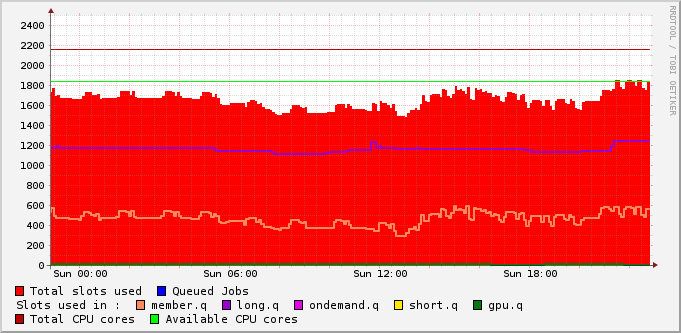 2400
2200
2000
1800
1600
1400
1200
1000
800
600
400
200
0
Sun 00:00 Sun 06:00 Sun 12:00 Sun 18:00
Total slots used Queued Jobs
Slots used in : member.q long.q ondemand.q short.q gpu.q
Total CPU cores Available CPU cores
RRDTOOL / TOBI OETIKER